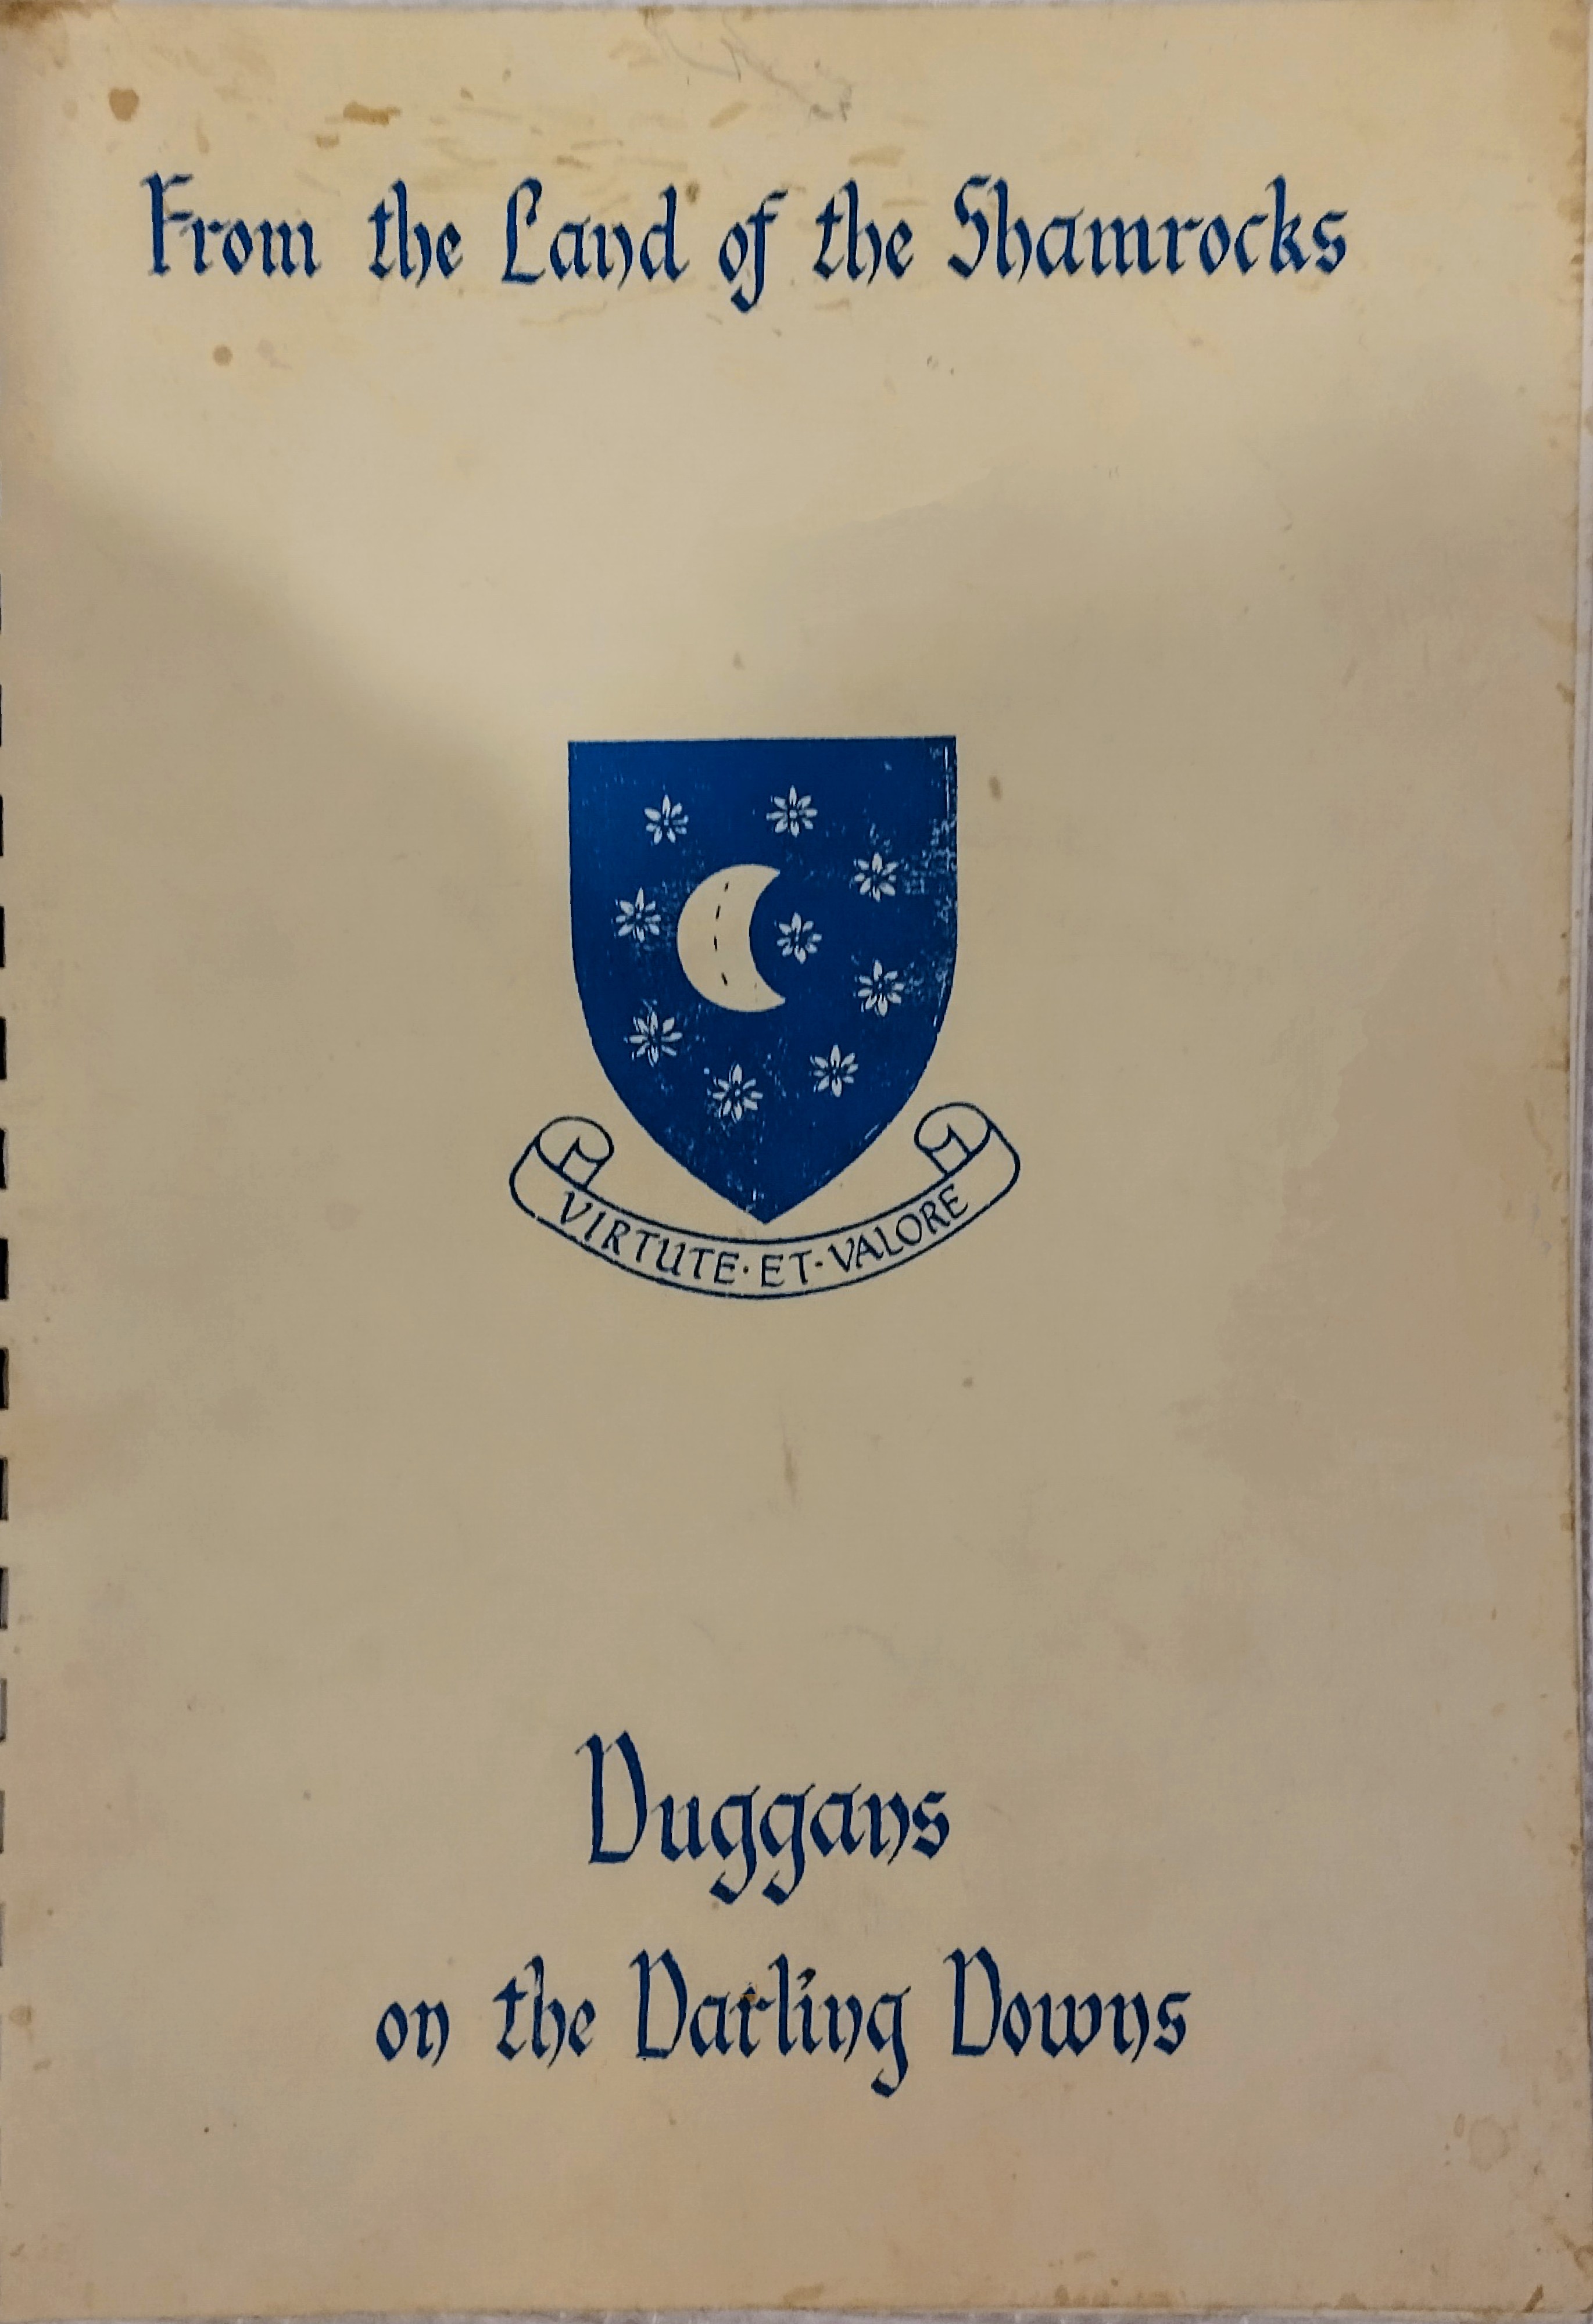 From the Land of the Shamrocks
VIRTUTE·ET·VALORE
Duggans
on the Darling Downs